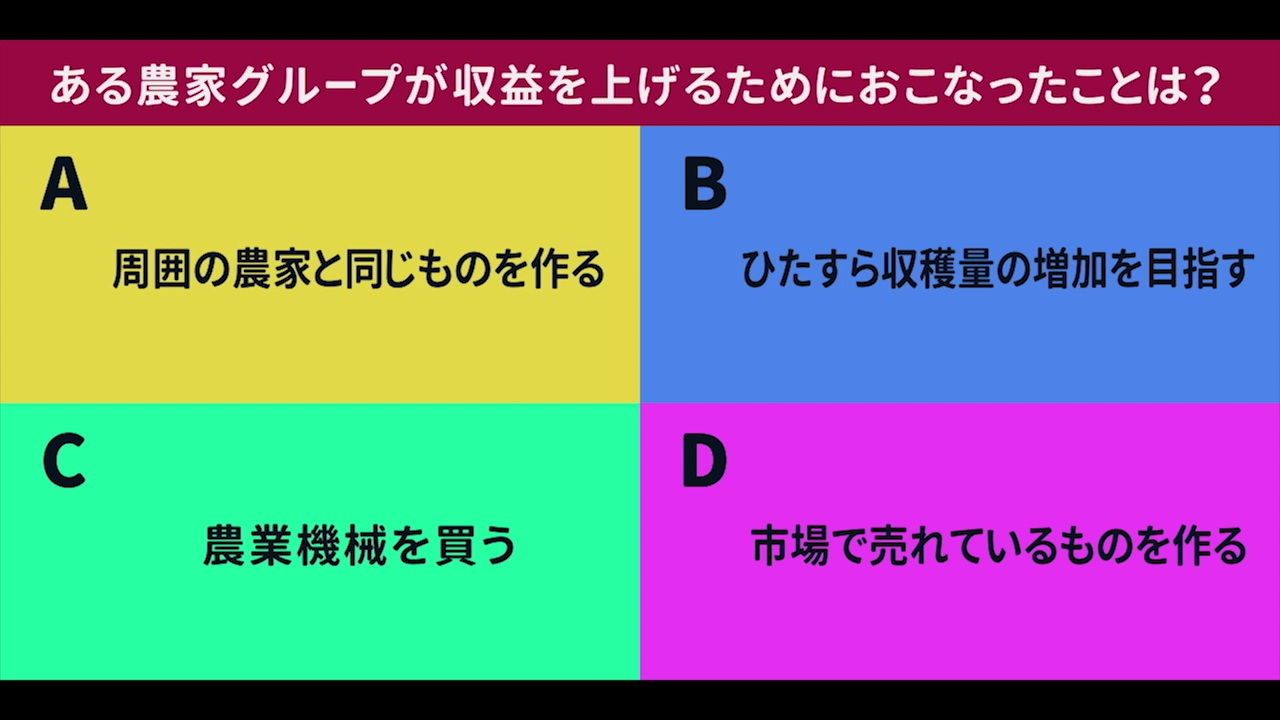 ある農家グループが収益を上げるためにおこなったことは？
A
周囲の農家と同じものを作る
B
ひたすら収穫量の増加を目指す
C
農業機械を買う
D
市場で売れているものを作る